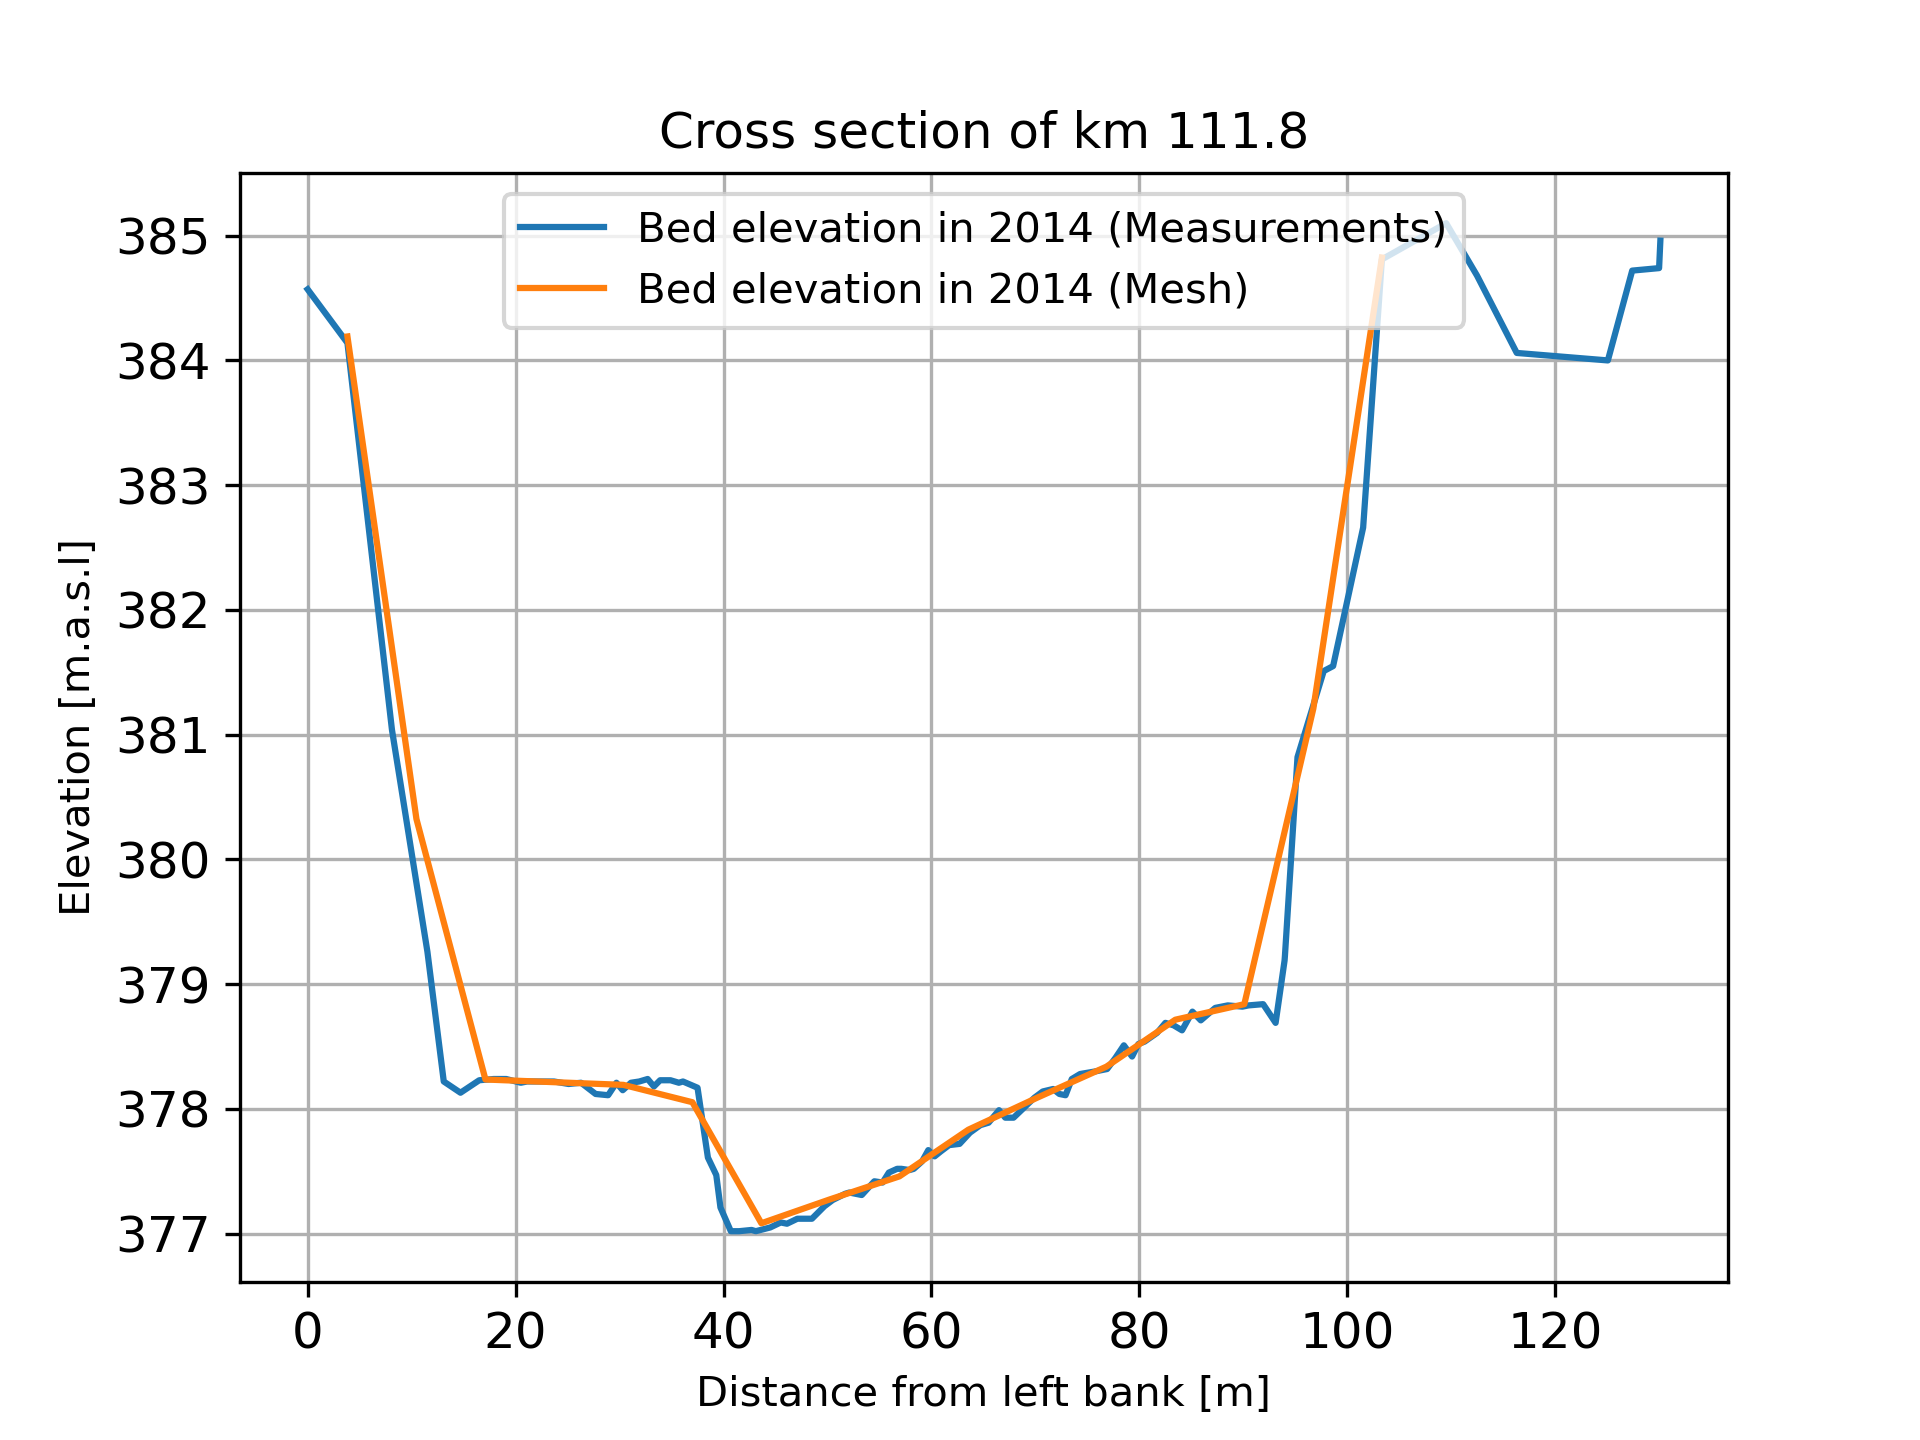 Cross section of km 111.8
Bed elevation in 2014 (Measurements)
Bed elevation in 2014 (Mesh)
385
384
383
382
381
380
379
378
377
Elevation [m.a.s.l]
0 20 40 60 80 100 120
Distance from left bank [m]